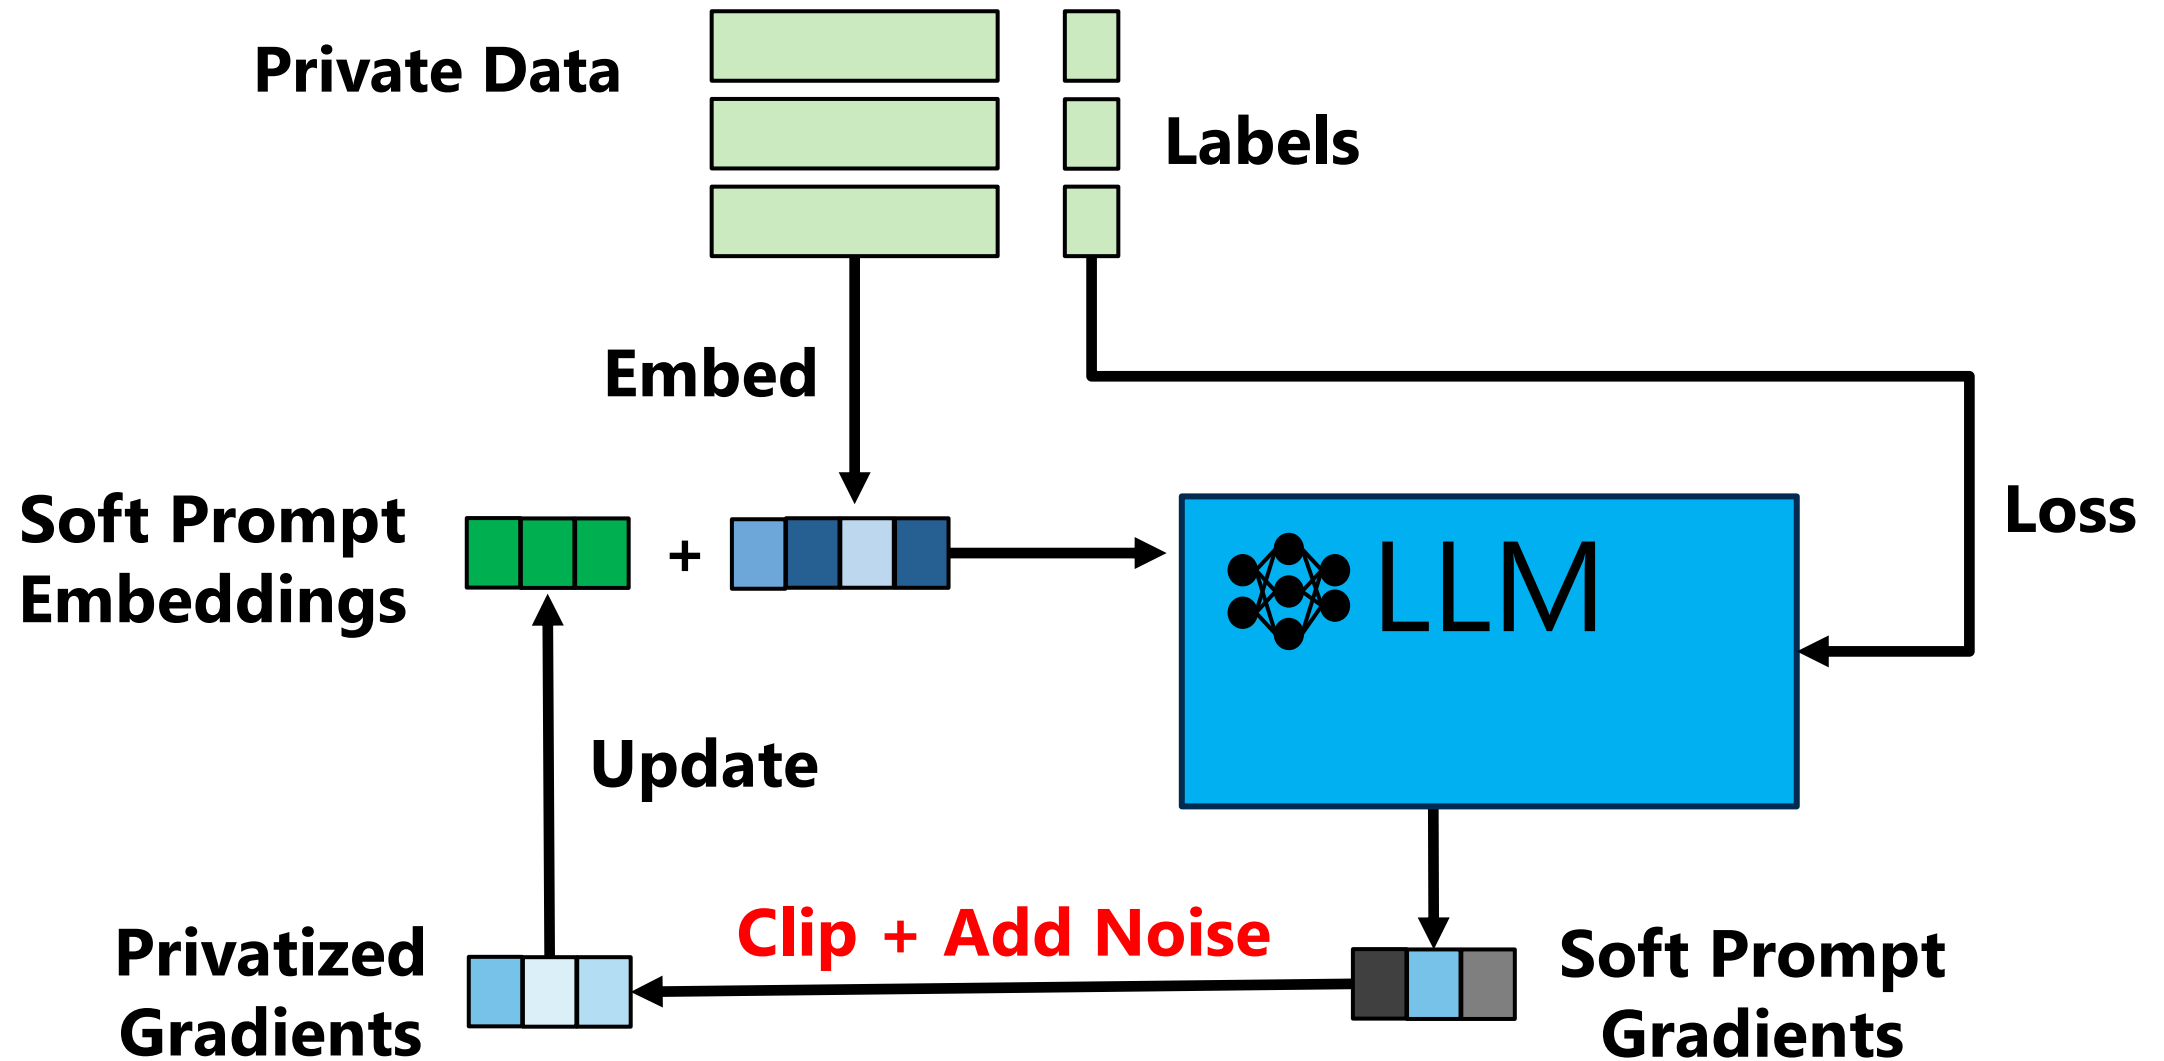 Private Data
Labels
Embed
Soft Prompt
Embeddings
+
LLM
Loss
Update
Clip + Add Noise
Privatized
Gradients
Soft Prompt
Gradients